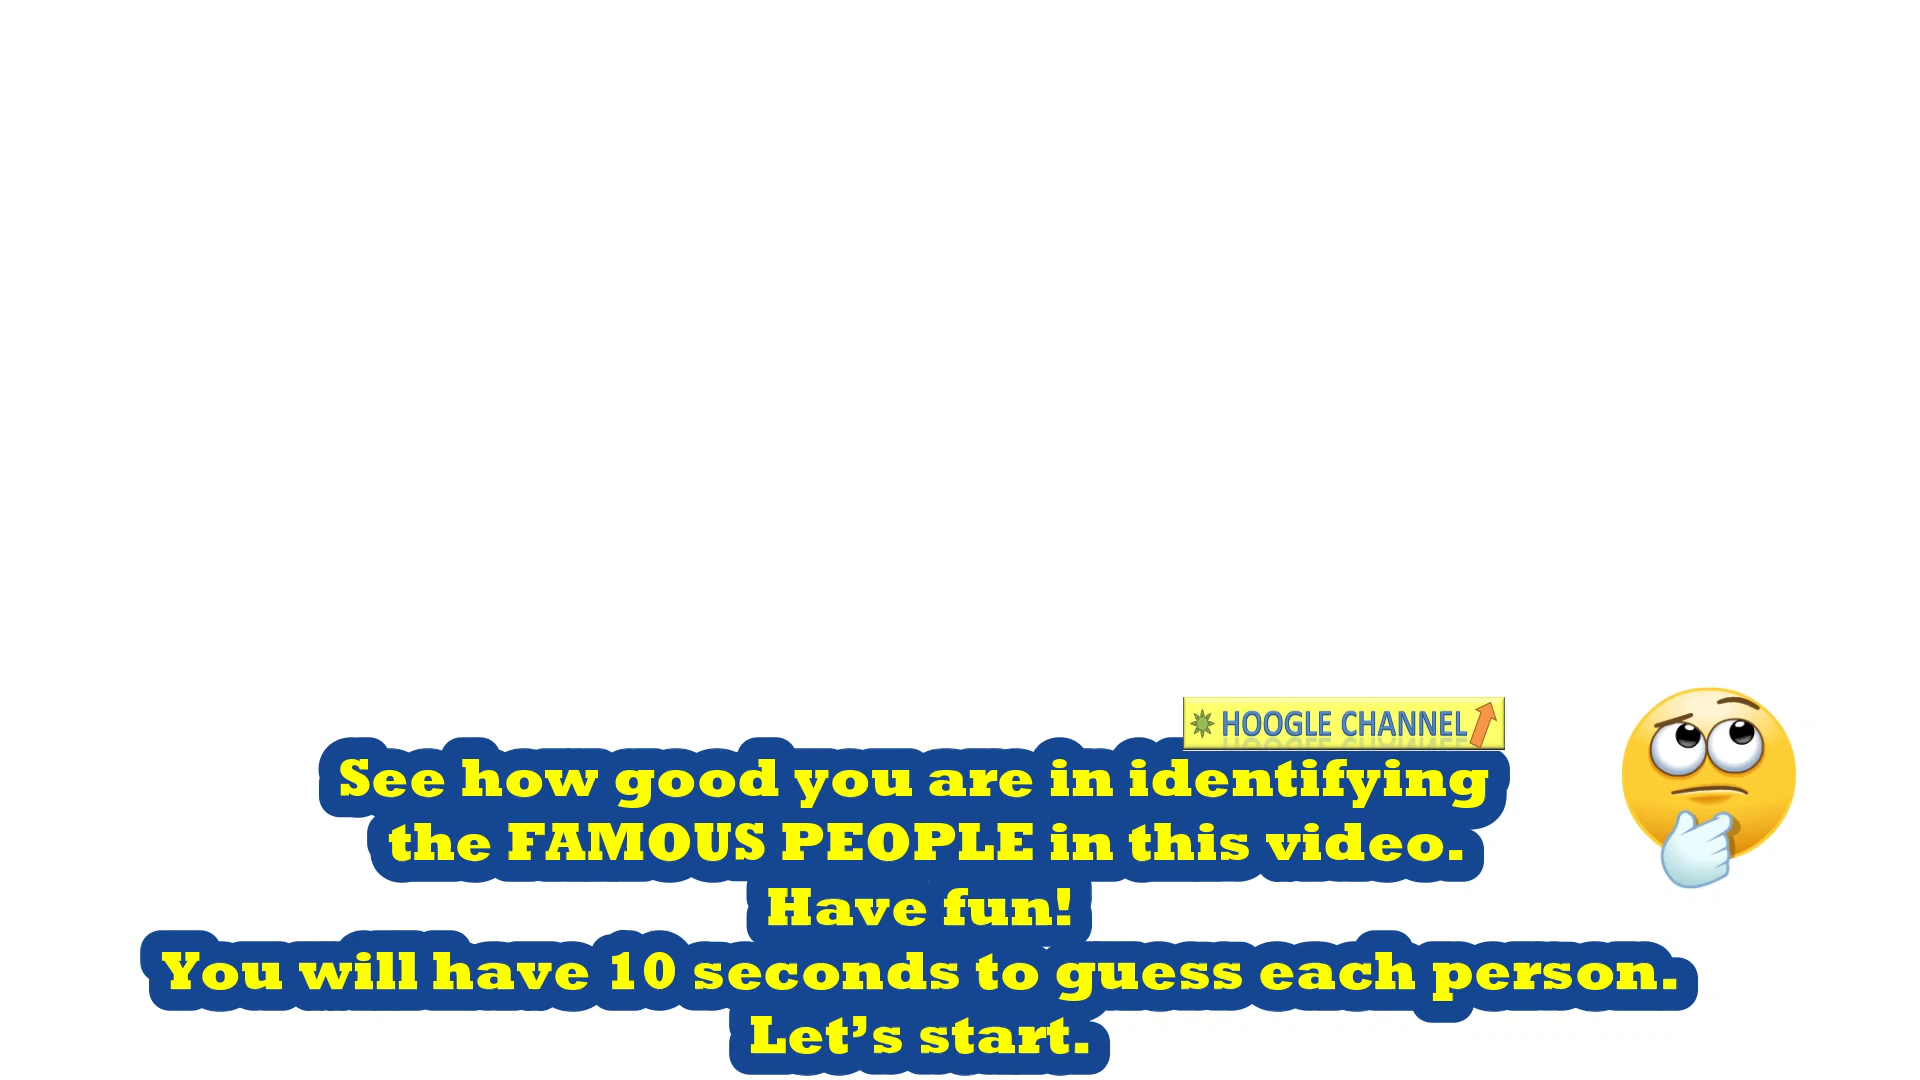 HOOGLE CHANNEL
See how good you are in identifying
the FAMOUS PEOPLE in this video.
Have fun!
You will have 10 seconds to guess each person.
Let’s start.